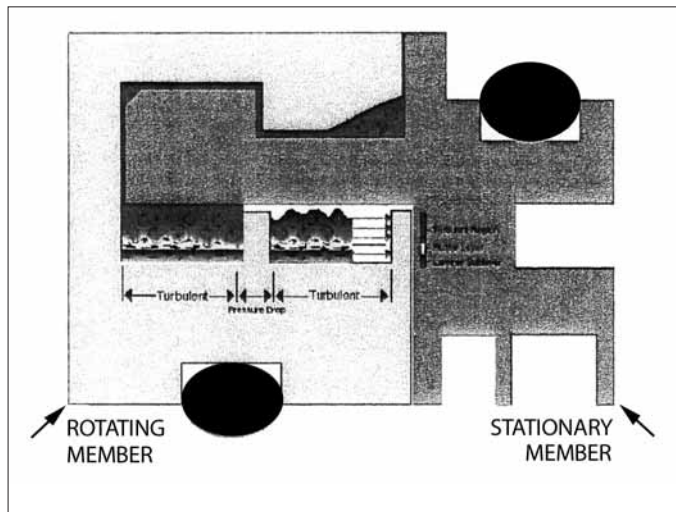 Turbulent
Turbulent
Pressure Drop
ROTATING
MEMBER
STATIONARY
MEMBER